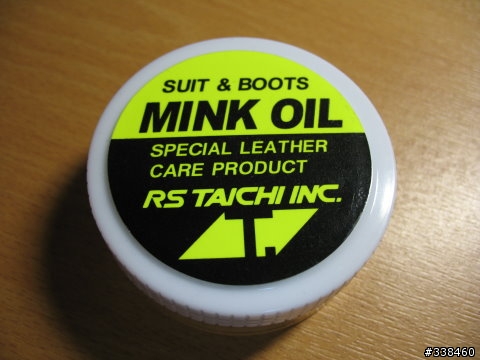 SUIT & BOOTS
MINK OIL
SPECIAL LEATHER
CARE PRODUCT
RS TAICHI INC.
#338460